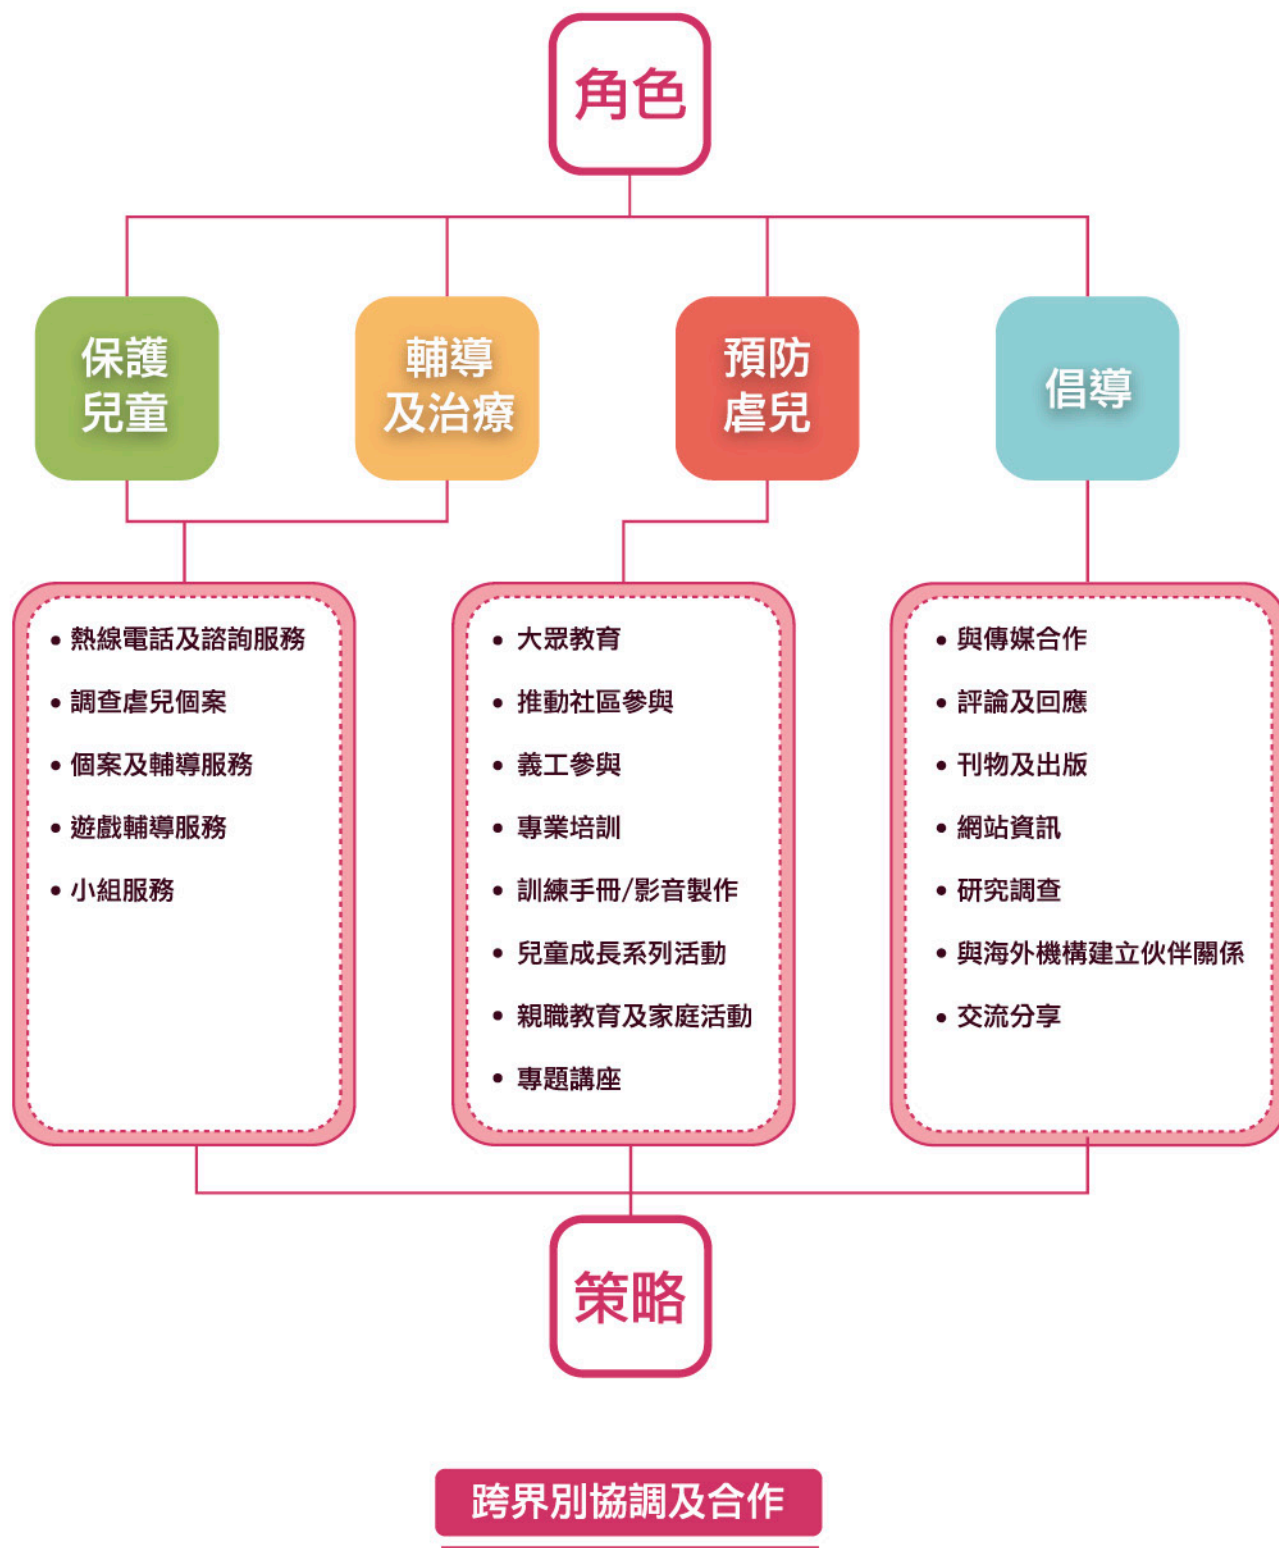 角色
保護
兒童
輔導
及治療
預防
虐兒
倡導
• 熱線電話及諮詢服務
• 調查虐兒個案
• 個案及輔導服務
• 遊戲輔導服務
• 小組服務
• 大眾教育
• 推動社區參與
• 義工參與
• 專業培訓
• 訓練手冊/影音製作
• 兒童成長系列活動
• 親職教育及家庭活動
• 專題講座
• 與傳媒合作
• 評論及回應
• 刊物及出版
• 網站資訊
• 研究調查
• 與海外機構建立伙伴關係
• 交流分享
策略
跨界別協調及合作